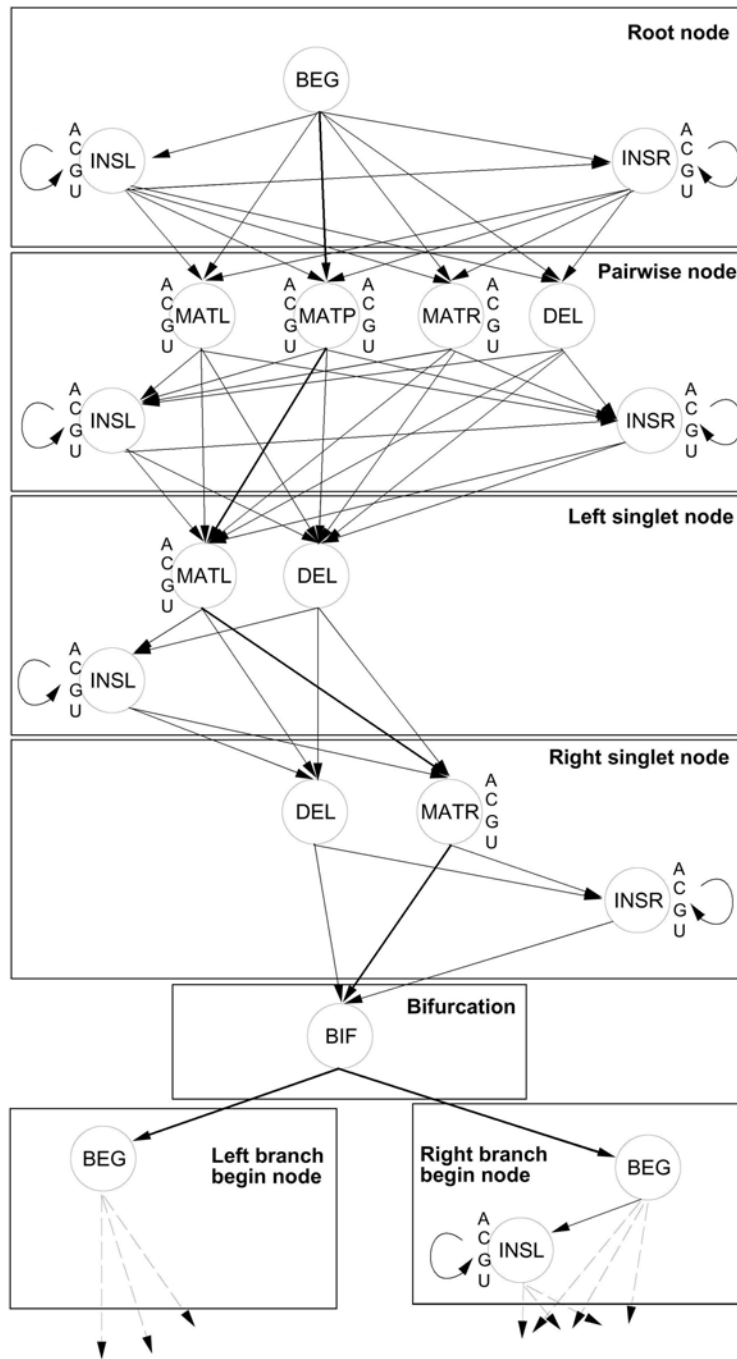 Root node
BEG
A
C
G
U
INSL
INSR
A
C
G
U
Pairwise node
A
C
G
U
MATL
A
C
G
U
MATP
A
C
G
U
MATR
A
C
G
U
DEL
A
C
G
U
INSL
INSR
A
C
G
U
Left singlet node
A
C
G
U
MATL
DEL
A
C
G
U
INSL
Right singlet node
DEL
MATR
A
C
G
U
INSR
A
C
G
U
Bifurcation
BIF
BEG
Left branch
begin node
Right branch
begin node
BEG
A
C
G
U
INSL